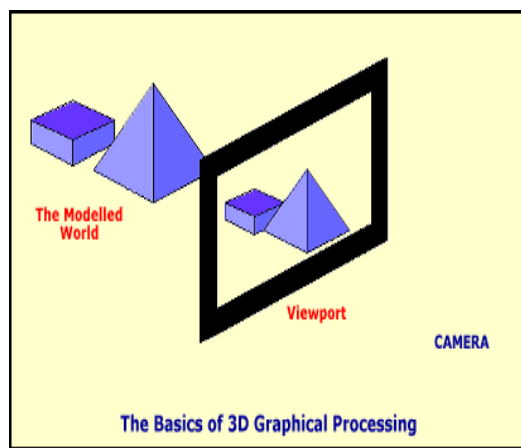 The Modelled
World
Viewport
CAMERA
The Basics of 3D Graphical Processing